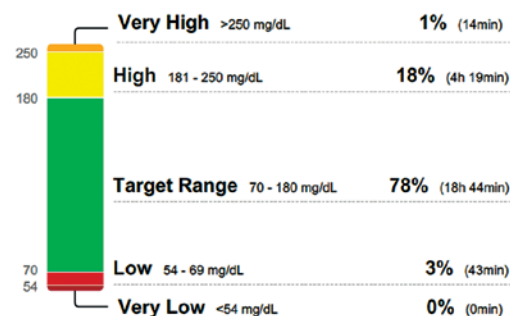 Very High >250 mg/dL 1% (14min)
250
High 181 - 250 mg/dL 18% (4h 19min)
180
Target Range 70 - 180 mg/dL 78% (18h 44min)
70
Low 54 - 69 mg/dL 3% (43min)
54
Very Low <54 mg/dL 0% (0min)